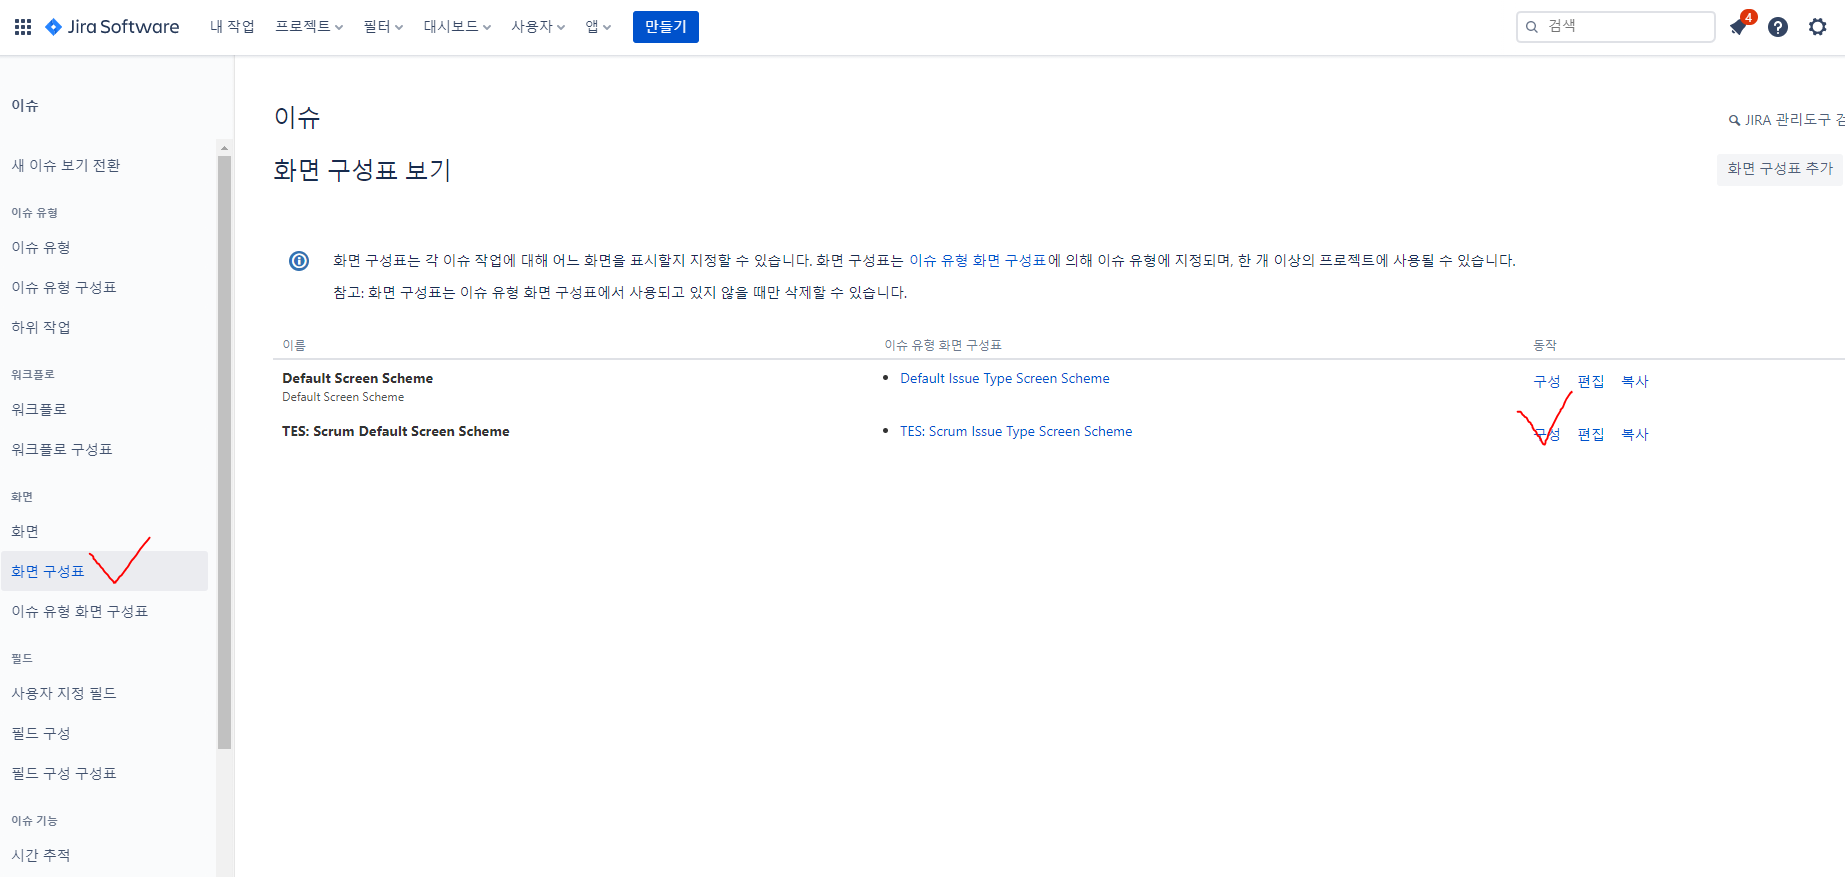 Jira Software 내 작업 프로젝트 필터 대시보드 사용자 앱 만들기 검색 4
이슈
새 이슈 보기 전환
이슈 유형
이슈 유형
이슈 유형 구성표
하위 작업
워크플로
워크플로
워크플로 구성표
화면
화면
화면 구성표
이슈 유형 화면 구성표
필드
사용자 지정 필드
필드 구성
필드 구성 구성표
이슈 기능
시간 추적
이슈
JIRA 관리도구 검
화면 구성표 보기
화면 구성표 추가
화면 구성표는 각 이슈 작업에 대해 어느 화면을 표시할지 지정할 수 있습니다. 화면 구성표는 이슈 유형 화면 구성표에 의해 이슈 유형에 지정되며, 한 개 이상의 프로젝트에 사용될 수 있습니다.
참고: 화면 구성표는 이슈 유형 화면 구성표에서 사용되고 있지 않을 때만 삭제할 수 있습니다.
이름 이슈 유형 화면 구성표 동작
Default Screen Scheme • Default Issue Type Screen Scheme 구성 편집 복사
Default Screen Scheme
TES: Scrum Default Screen Scheme • TES: Scrum Issue Type Screen Scheme 구성 편집 복사